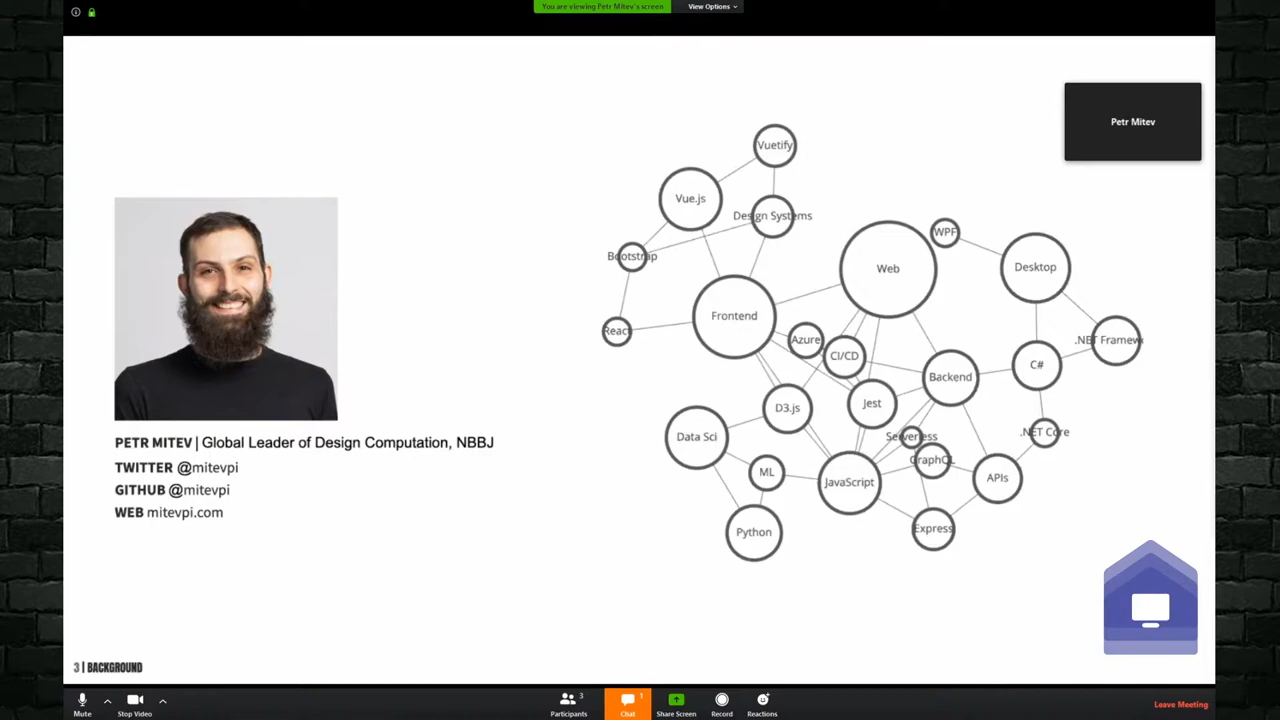 You are viewing Petr Mitev's screen
View Options
Petr Mitev
Vuetify
Vue.js
Design Systems
WPF
Bootstrap
Web
Desktop
Frontend
React
Azure
.NET Framew
CI/CD
C#
Backend
D3.js
Jest
Data Sci
Serverless
.NET Core
GraphQL
ML
JavaScript
APIs
Python
Express
PETR MITEV | Global Leader of Design Computation, NBBJ
TWITTER @mitevpi
GITHUB @mitevpi
WEB mitevpi.com
3 | BACKGROUND
Mute
Stop Video
3
Participants
1
Chat
Share Screen
Record
Reactions
Leave Meeting